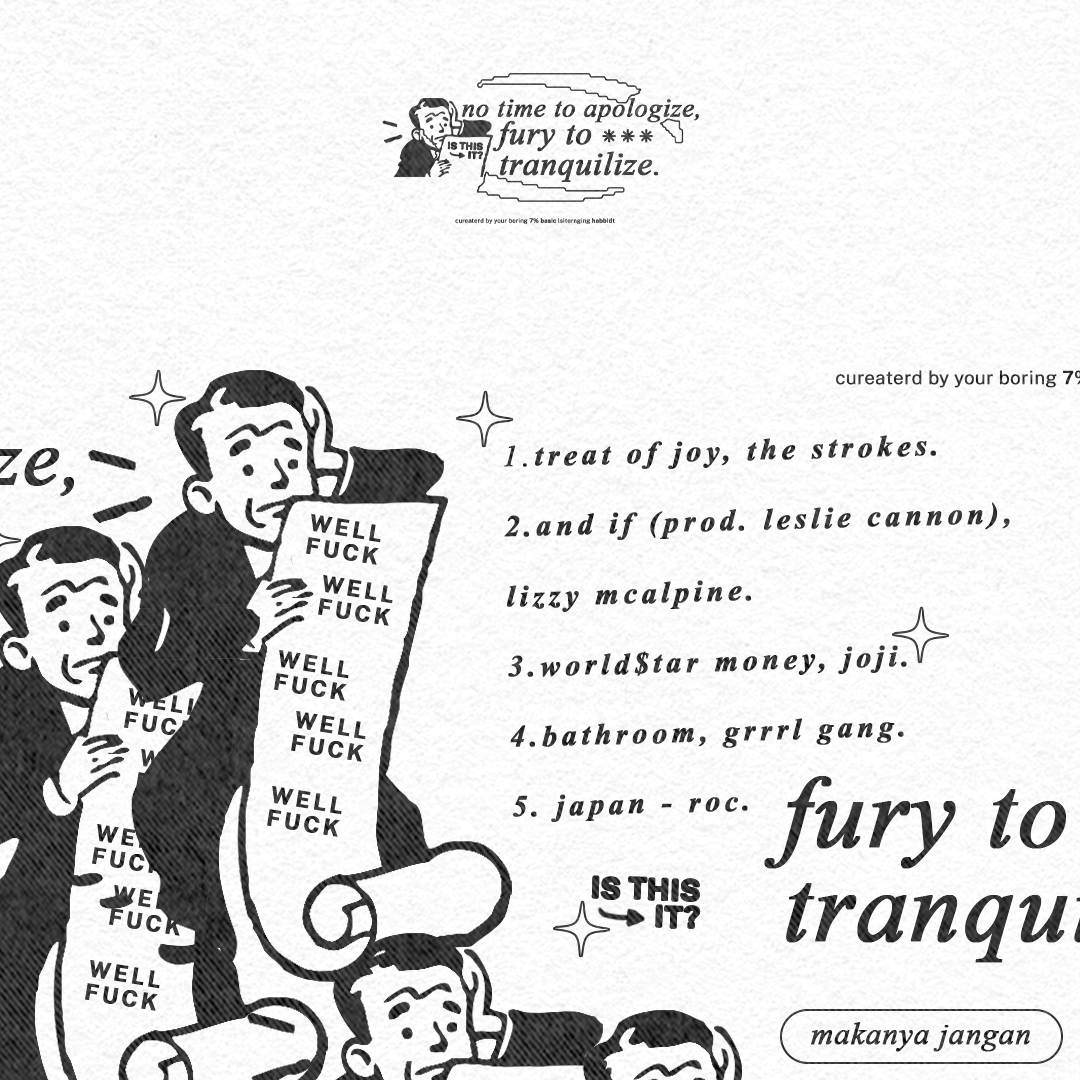 no time to apologize,
fury to ***
tranquilize.
IS THIS
IT?
cureaterd by your boring 7% basic lsiternging habbidt
cureaterd by your boring 7%
ze,
1.treat of joy, the strokes.
2.and if (prod. leslie cannon),
lizzy mcalpine.
3.world$tar money, joji.
4.bathroom, grrrl gang.
5. japan - roc.
WELL
FUCK
WELL
FUCK
WELL
FUCK
WELL
FUCK
WELL
FUCK
WELL
FUC
W
WE
FUC
WE
FUCK
WELL
FUCK
fury to
tranqui
IS THIS
IT?
makanya jangan